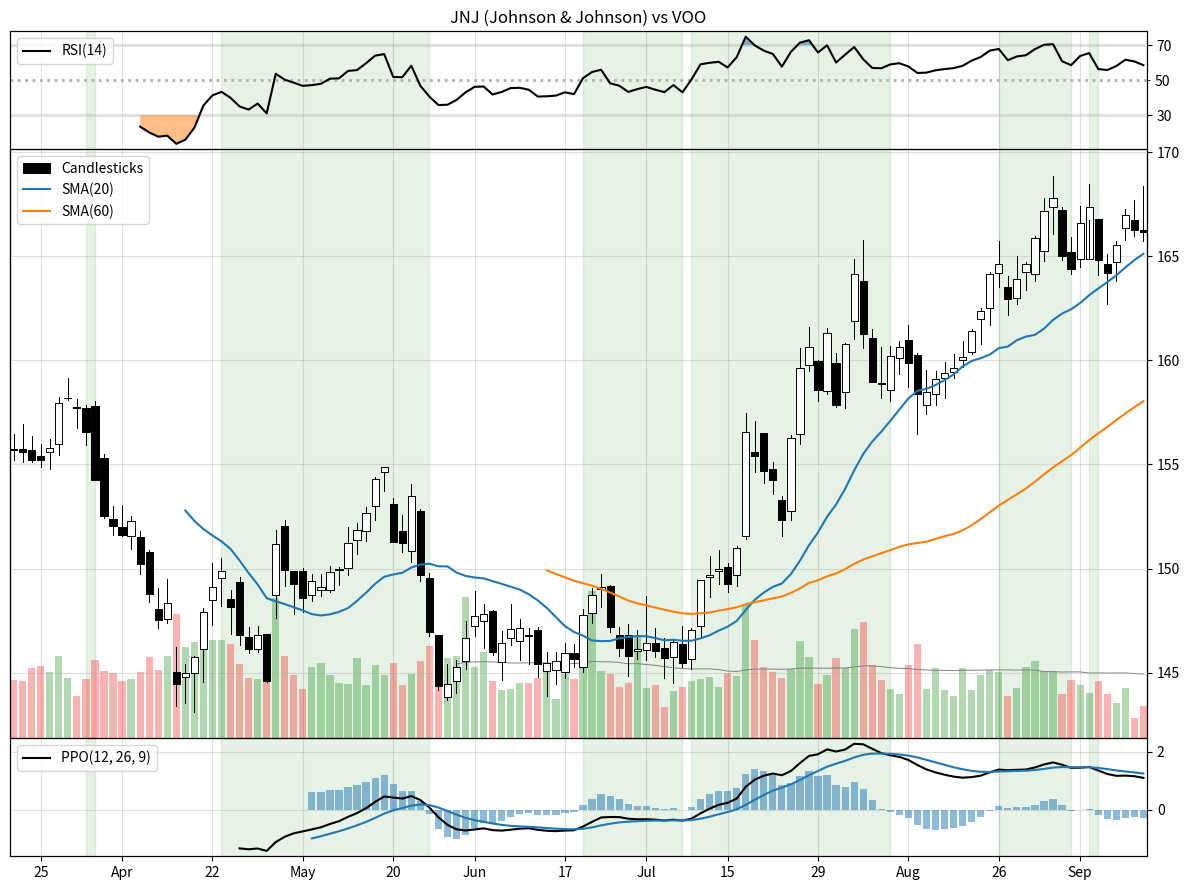 JNJ (Johnson & Johnson) vs VOO
RSI(14)
70
50
30
Candlesticks
SMA(20)
SMA(60)
170
165
160
155
150
145
PPO(12, 26, 9)
2
0
25 Apr 22 May 20 Jun 17 Jul 15 29 Aug 26 Sep